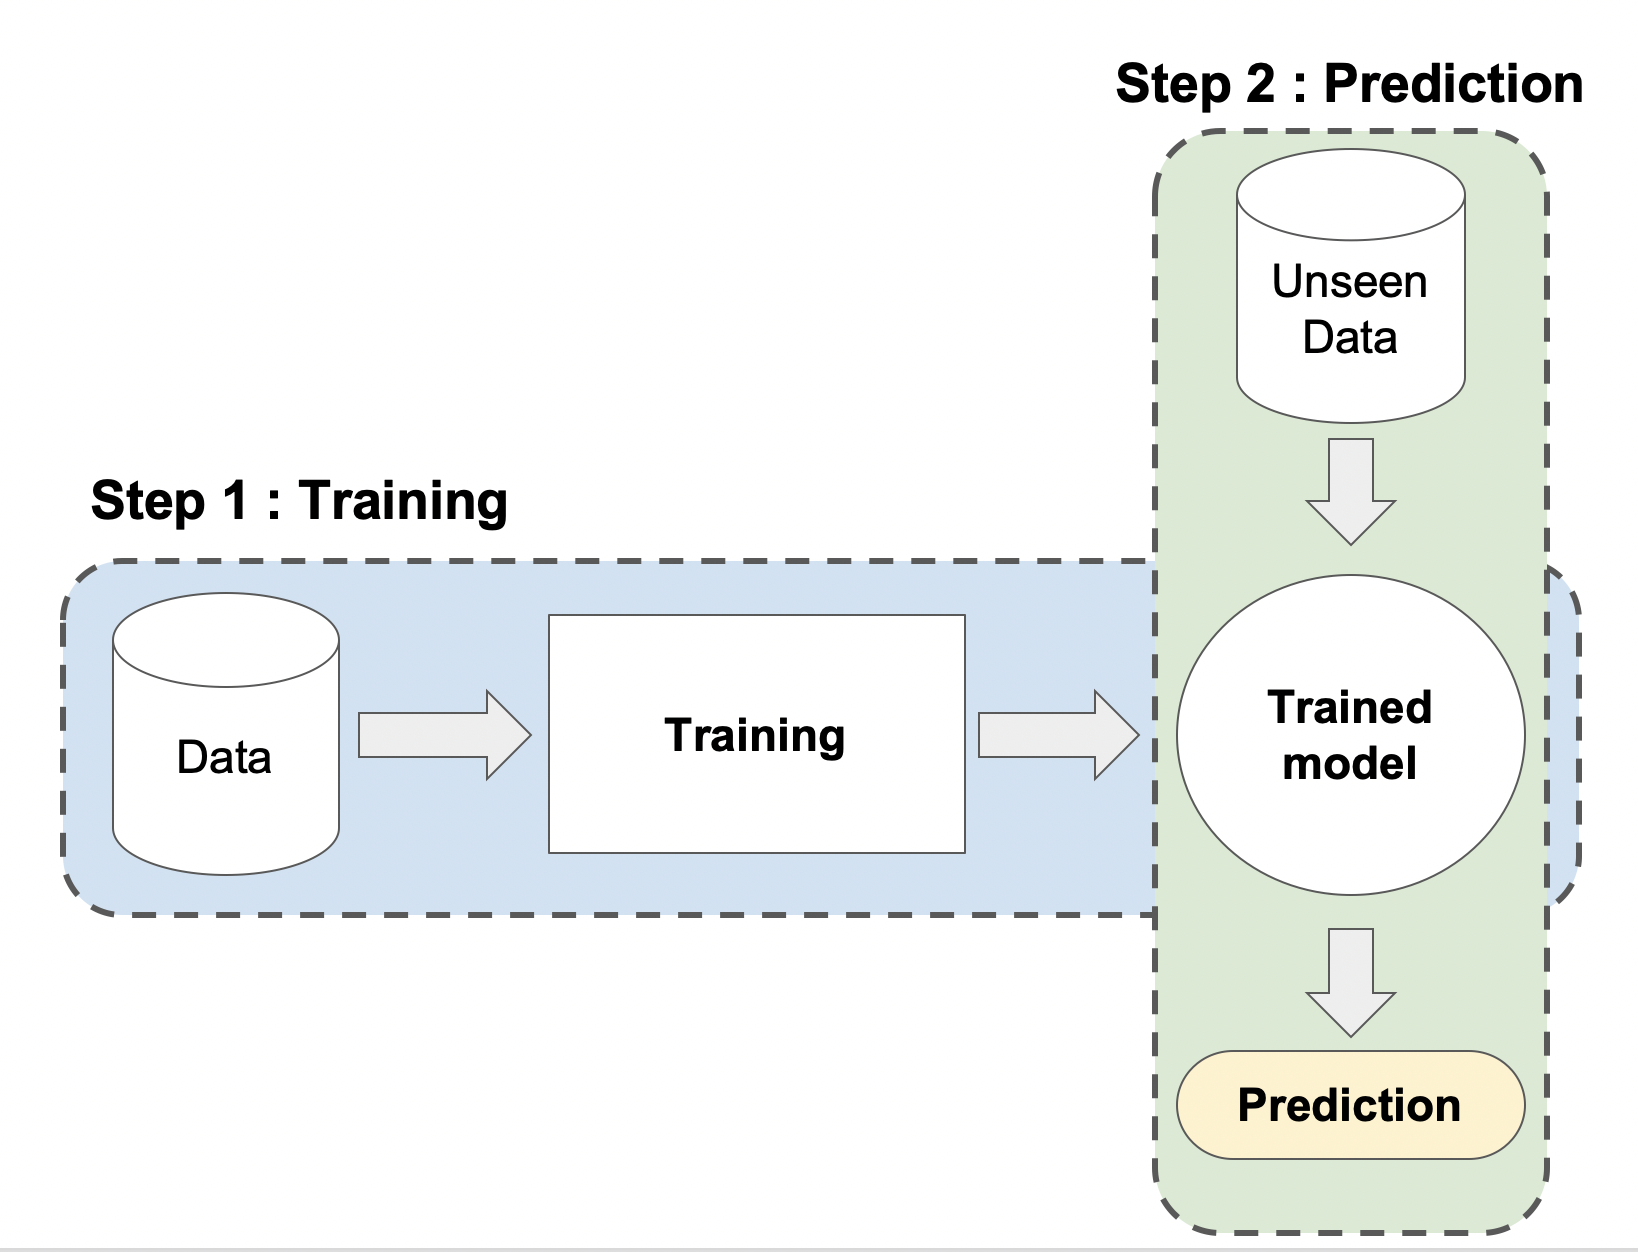 Step 2 : Prediction
Unseen
Data
Step 1 : Training
Data
Training
Trained
model
Prediction